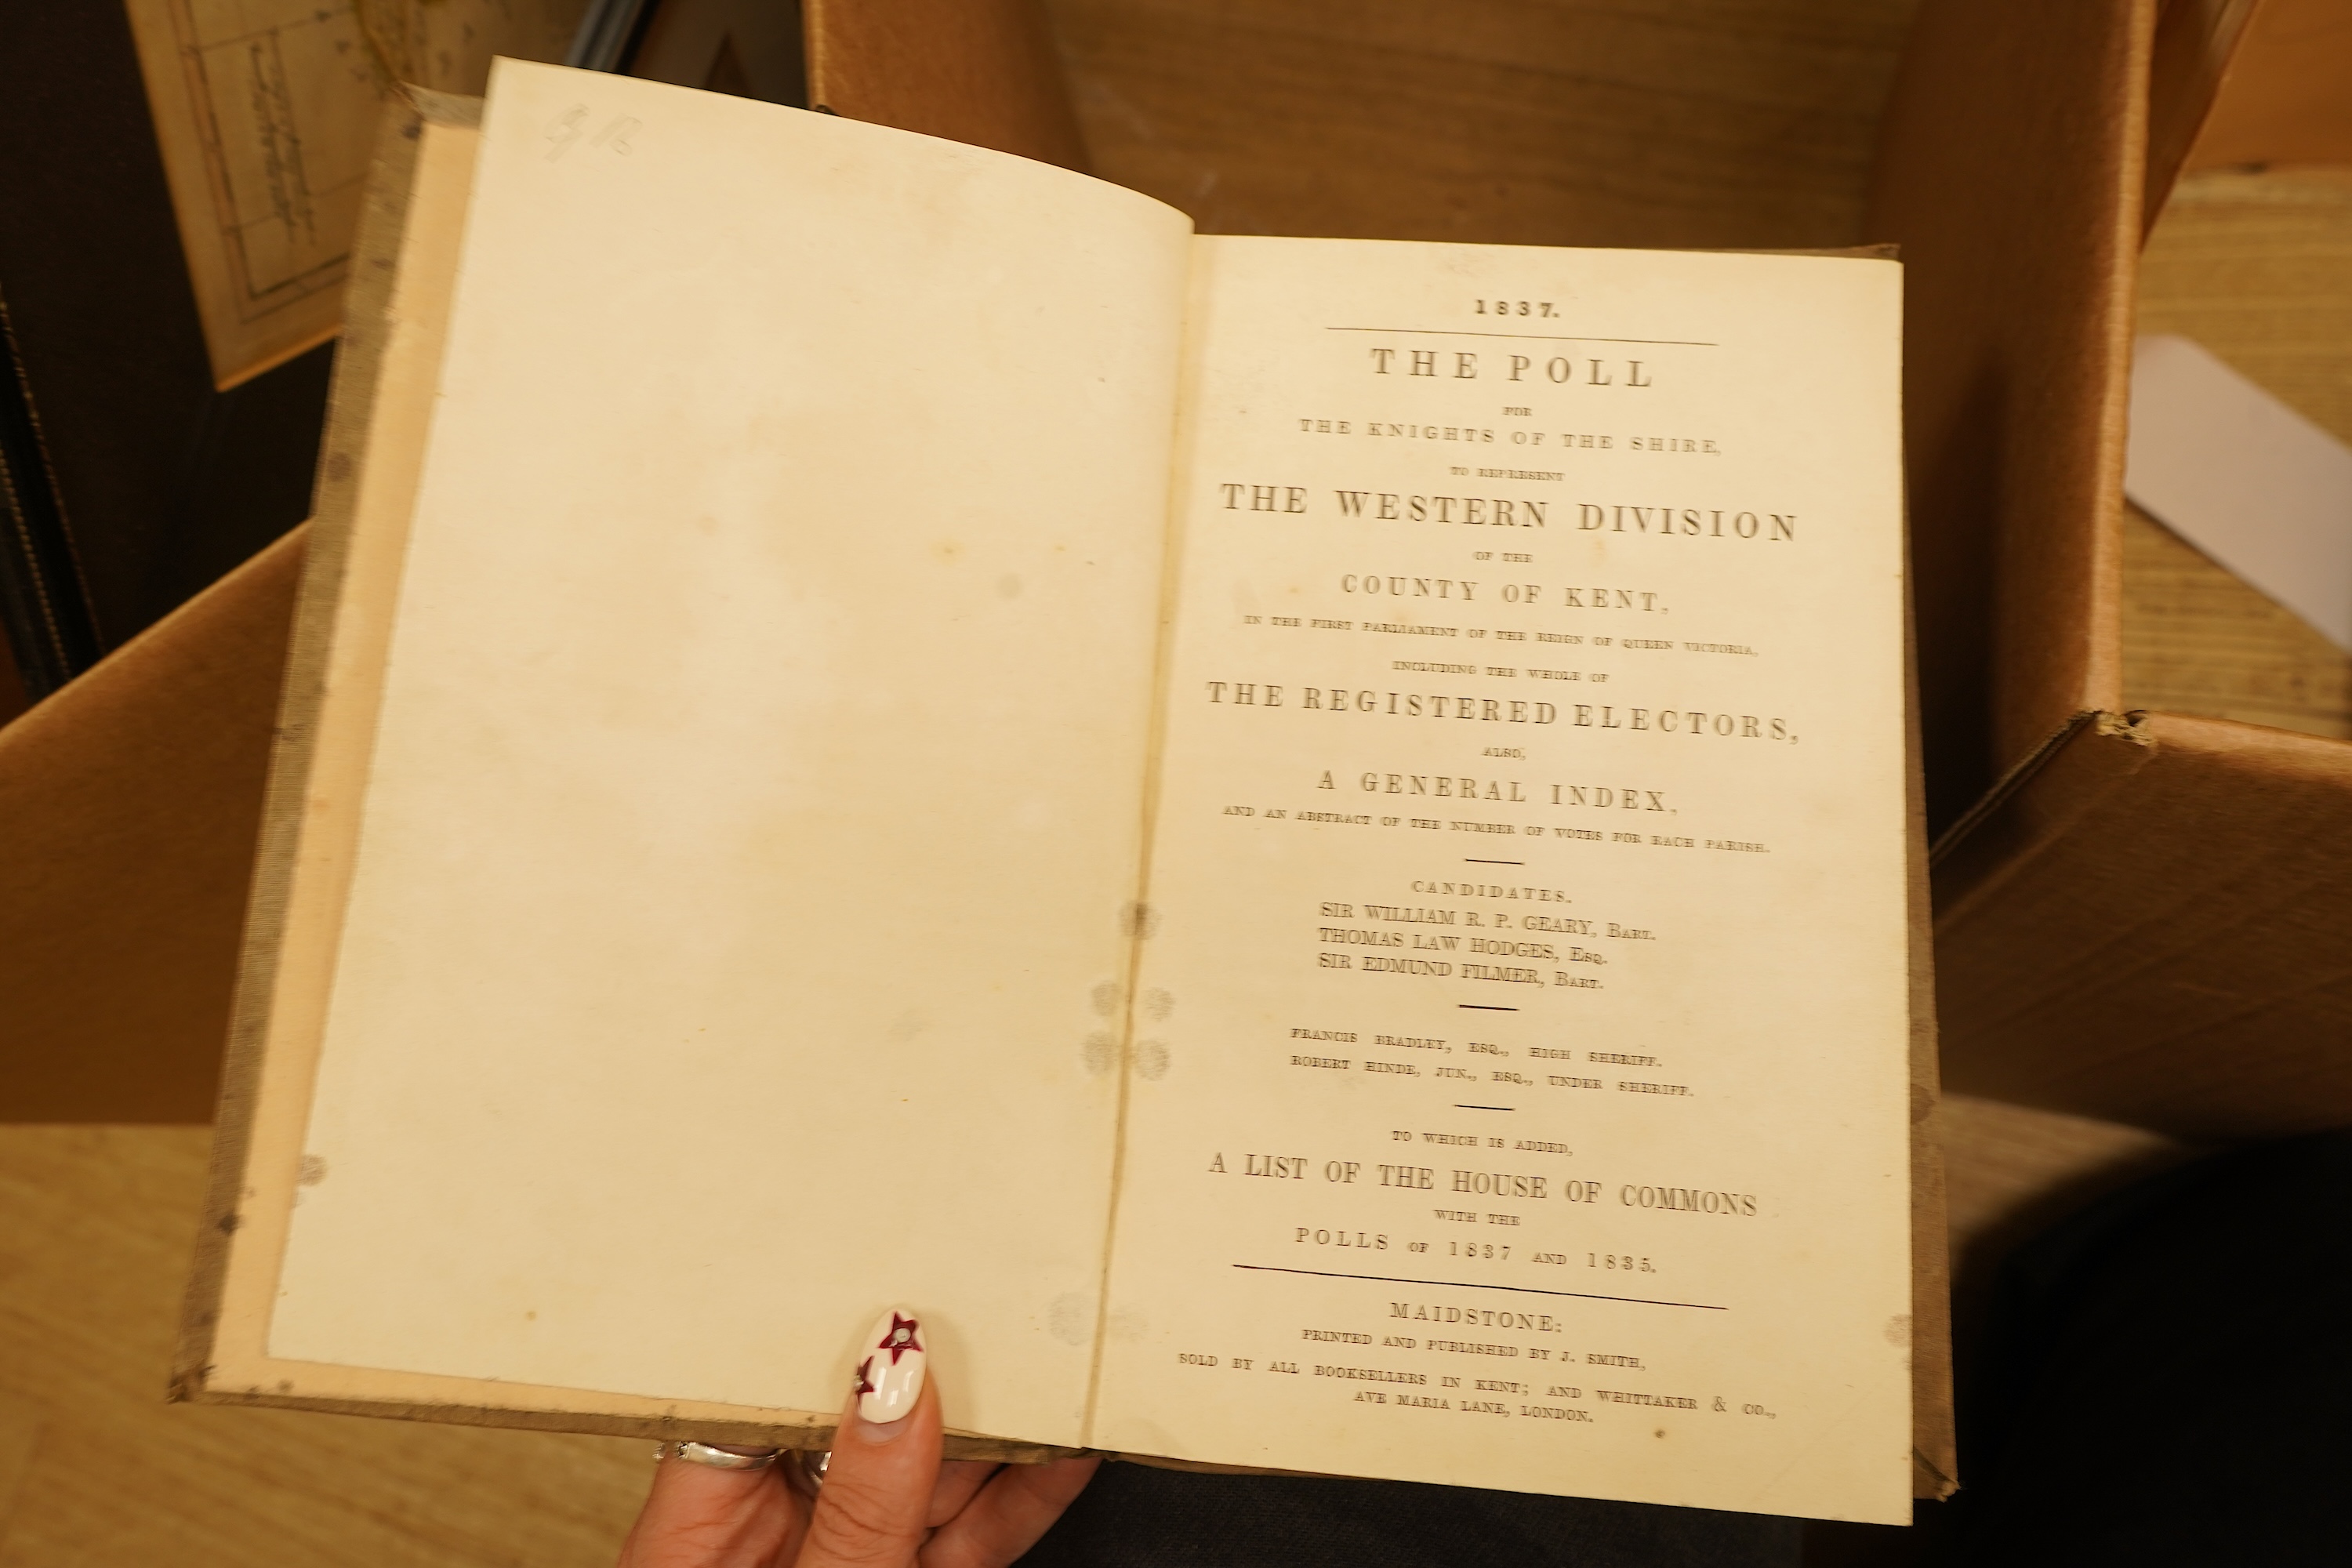 1837.
THE POLL
FOR
THE KNIGHTS OF THE SHIRE,
TO REPRESENT
THE WESTERN DIVISION
OF THE
COUNTY OF KENT,
IN THE FIRST PARLIAMENT OF THE REIGN OF QUEEN VICTORIA,
INCLUDING THE WHOLE OF
THE REGISTERED ELECTORS,
ALSO,
A GENERAL INDEX,
AND AN ABSTRACT OF THE NUMBER OF VOTES FOR EACH PARISH.
CANDIDATES.
SIR WILLIAM R. P. GEARY, BART.
THOMAS LAW HODGES, ESQ.
SIR EDMUND FILMER, BART.
FRANCIS BRADLEY, ESQ., HIGH SHERIFF.
ROBERT HINDE, JUN., ESQ., UNDER SHERIFF.
TO WHICH IS ADDED,
A LIST OF THE HOUSE OF COMMONS
WITH THE
POLLS OF 1837 AND 1835.
MAIDSTONE:
PRINTED AND PUBLISHED BY J. SMITH,
SOLD BY ALL BOOKSELLERS IN KENT; AND WHITTAKER & CO.,
AVE MARIA LANE, LONDON.